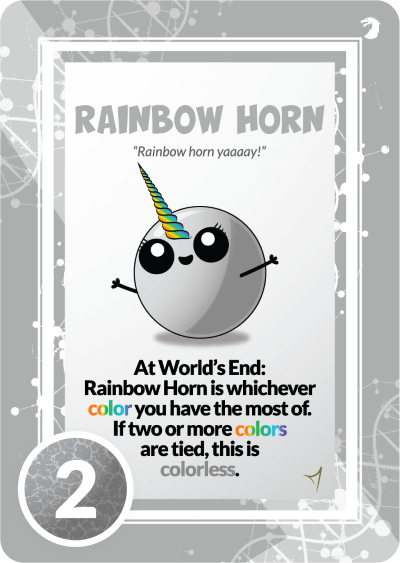 RAINBOW HORN
“Rainbow horn yaaaay!”
At World’s End:
Rainbow Horn is whichever
color you have the most of.
If two or more colors
are tied, this is
colorless.
2